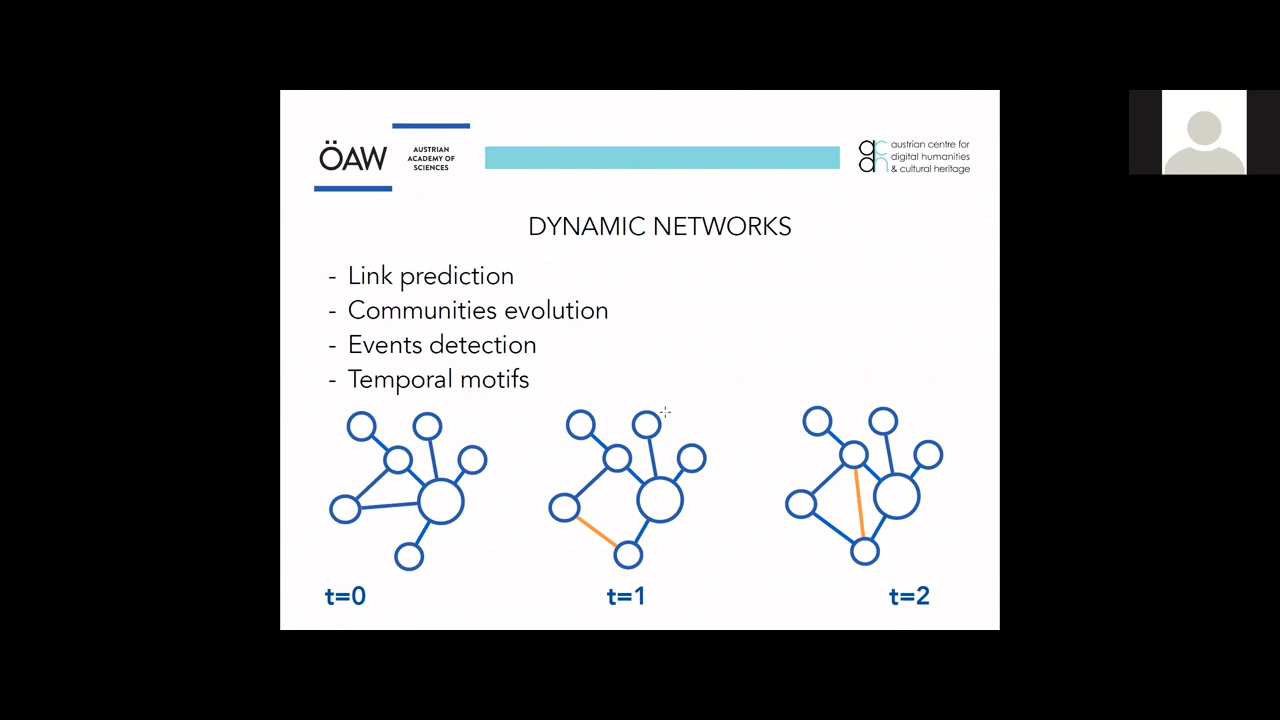 ÖAW
AUSTRIAN
ACADEMY OF
SCIENCES
austrian centre for
digital humanities
& cultural heritage
DYNAMIC NETWORKS
- Link prediction
- Communities evolution
- Events detection
- Temporal motifs
t=0 t=1 t=2